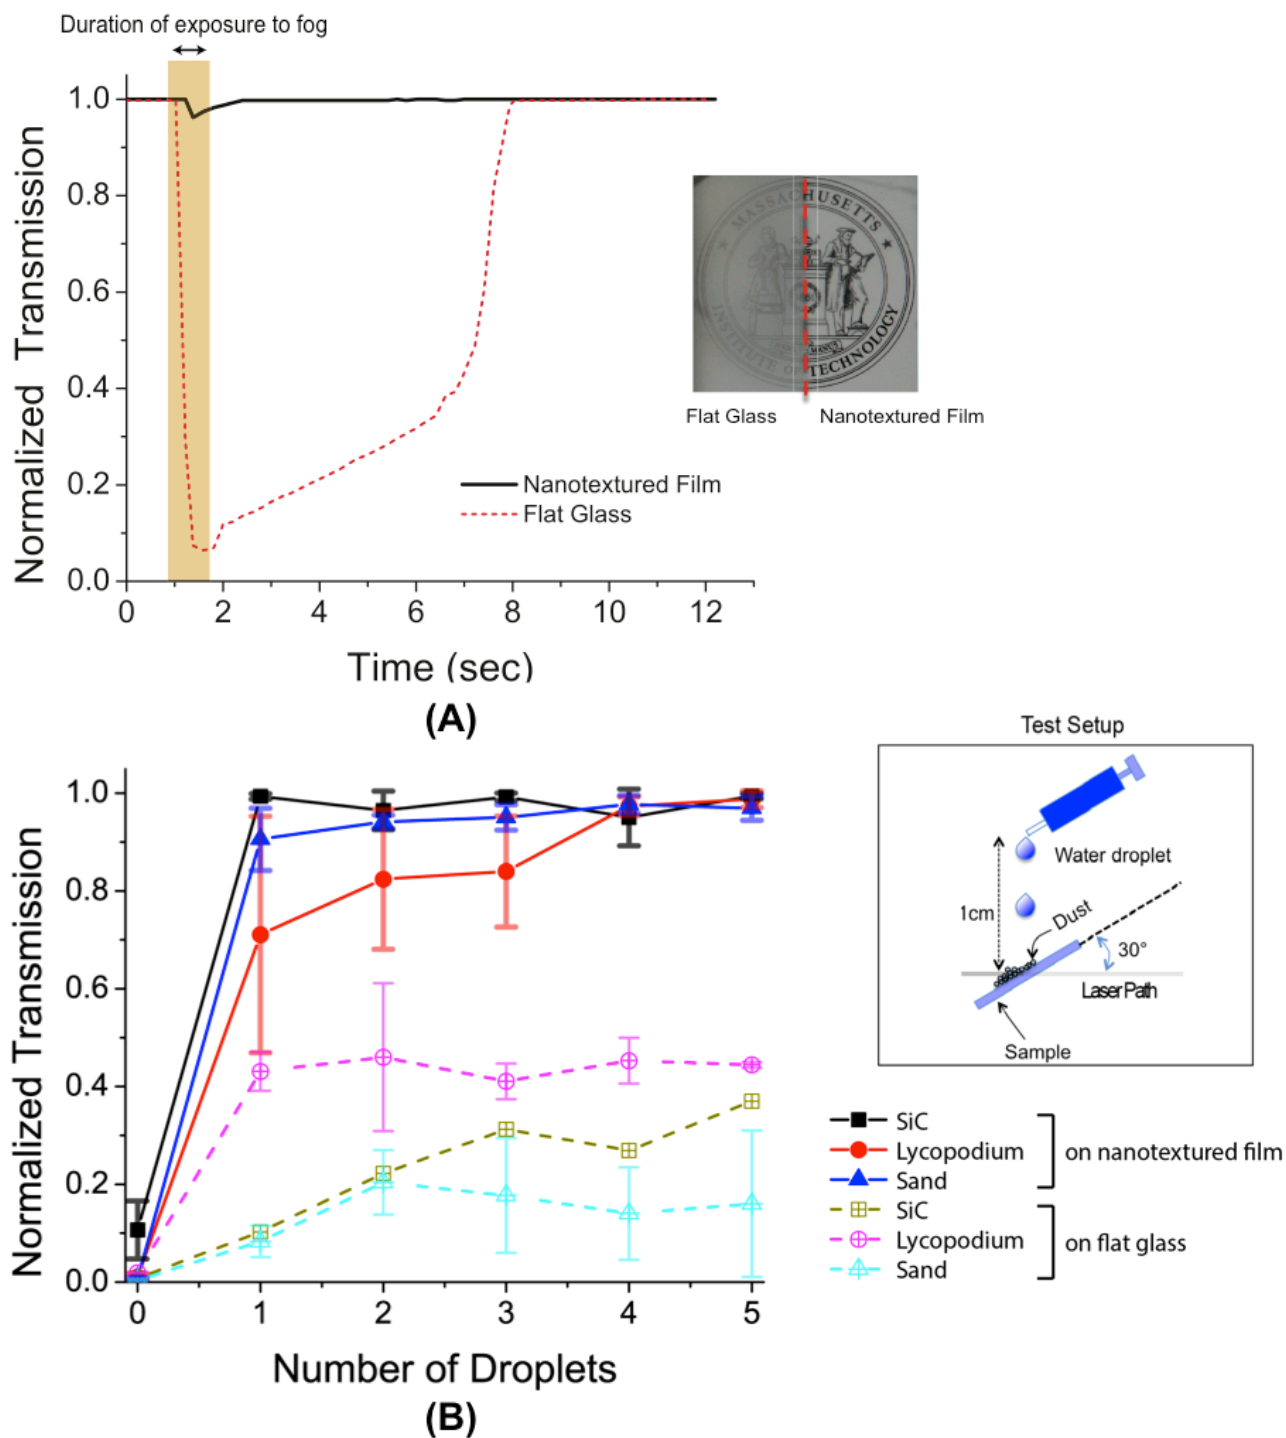 Duration of exposure to fog
1.0
0.8
0.6
0.4
0.2
0.0
Normalized Transmission
0 2 4 6 8 10 12
Time (sec)
Nanotextured Film
Flat Glass
MASSACHUSETTS
INSTITUTE OF TECHNOLOGY
Flat Glass Nanotextured Film
(A)
1.0
0.8
0.6
0.4
0.2
0.0
Normalized Transmission
0 1 2 3 4 5
Number of Droplets
(B)
Test Setup
Water droplet
1cm
Dust
30°
Laser Path
Sample
SiC
Lycopodium
Sand
on nanotextured film
SiC
Lycopodium
Sand
on flat glass